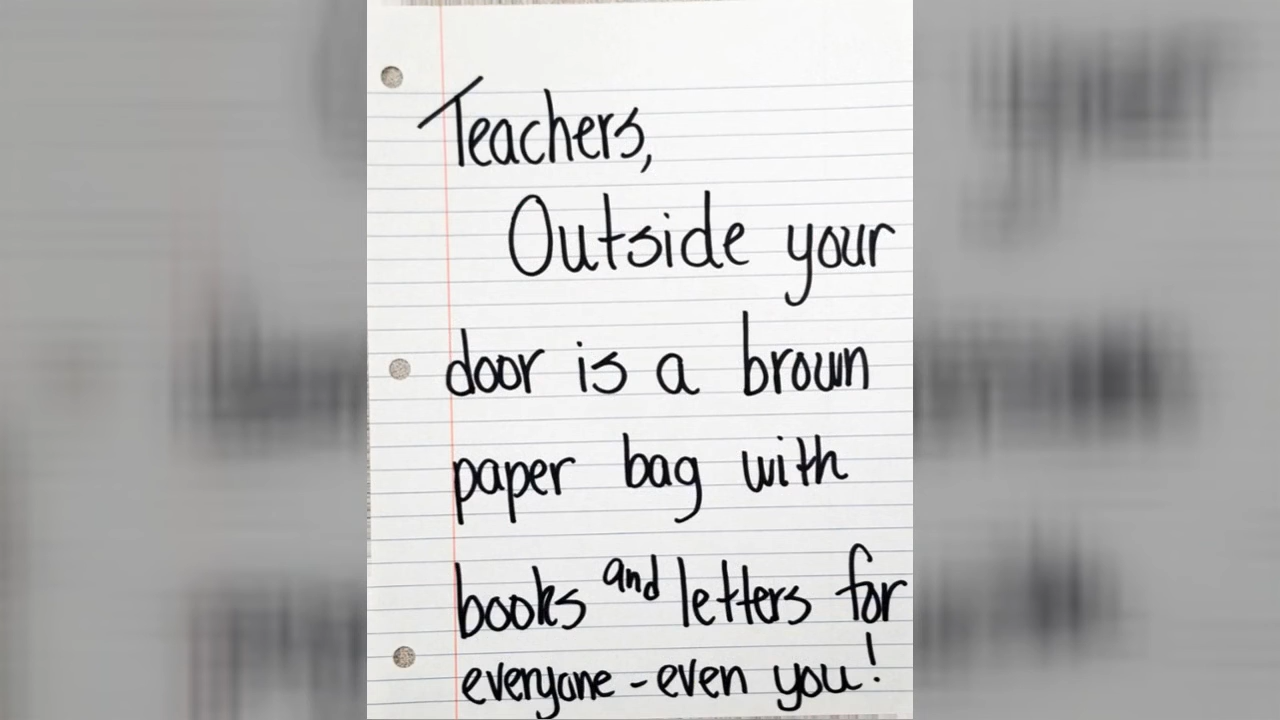 Teachers,
Outside your
door is a brown
paper bag with
books and letters for
everyone - even you!